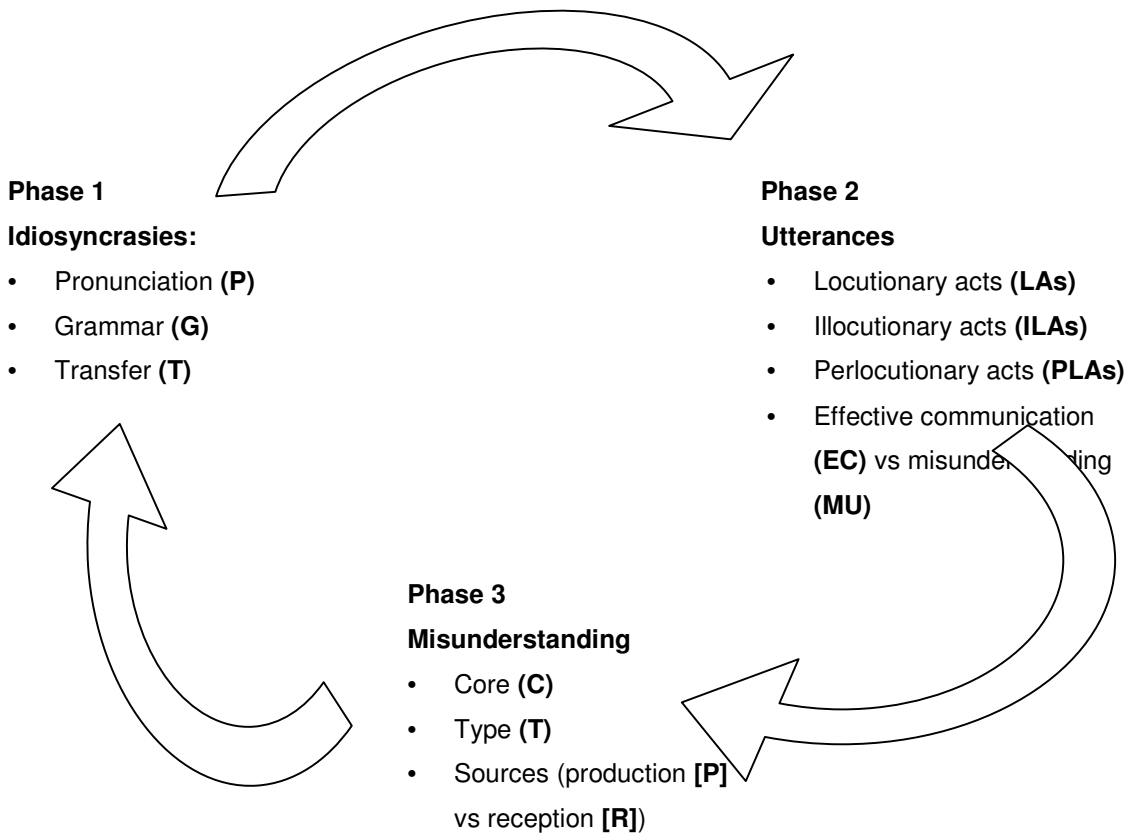 Phase 1
Idiosyncrasies:
• Pronunciation (P)
• Grammar (G)
• Transfer (T)
Phase 2
Utterances
• Locutionary acts (LAs)
• Illocutionary acts (ILAs)
• Perlocutionary acts (PLAs)
• Effective communication
(EC) vs misunderstanding
(MU)
Phase 3
Misunderstanding
• Core (C)
• Type (T)
• Sources (production [P]
vs reception [R])